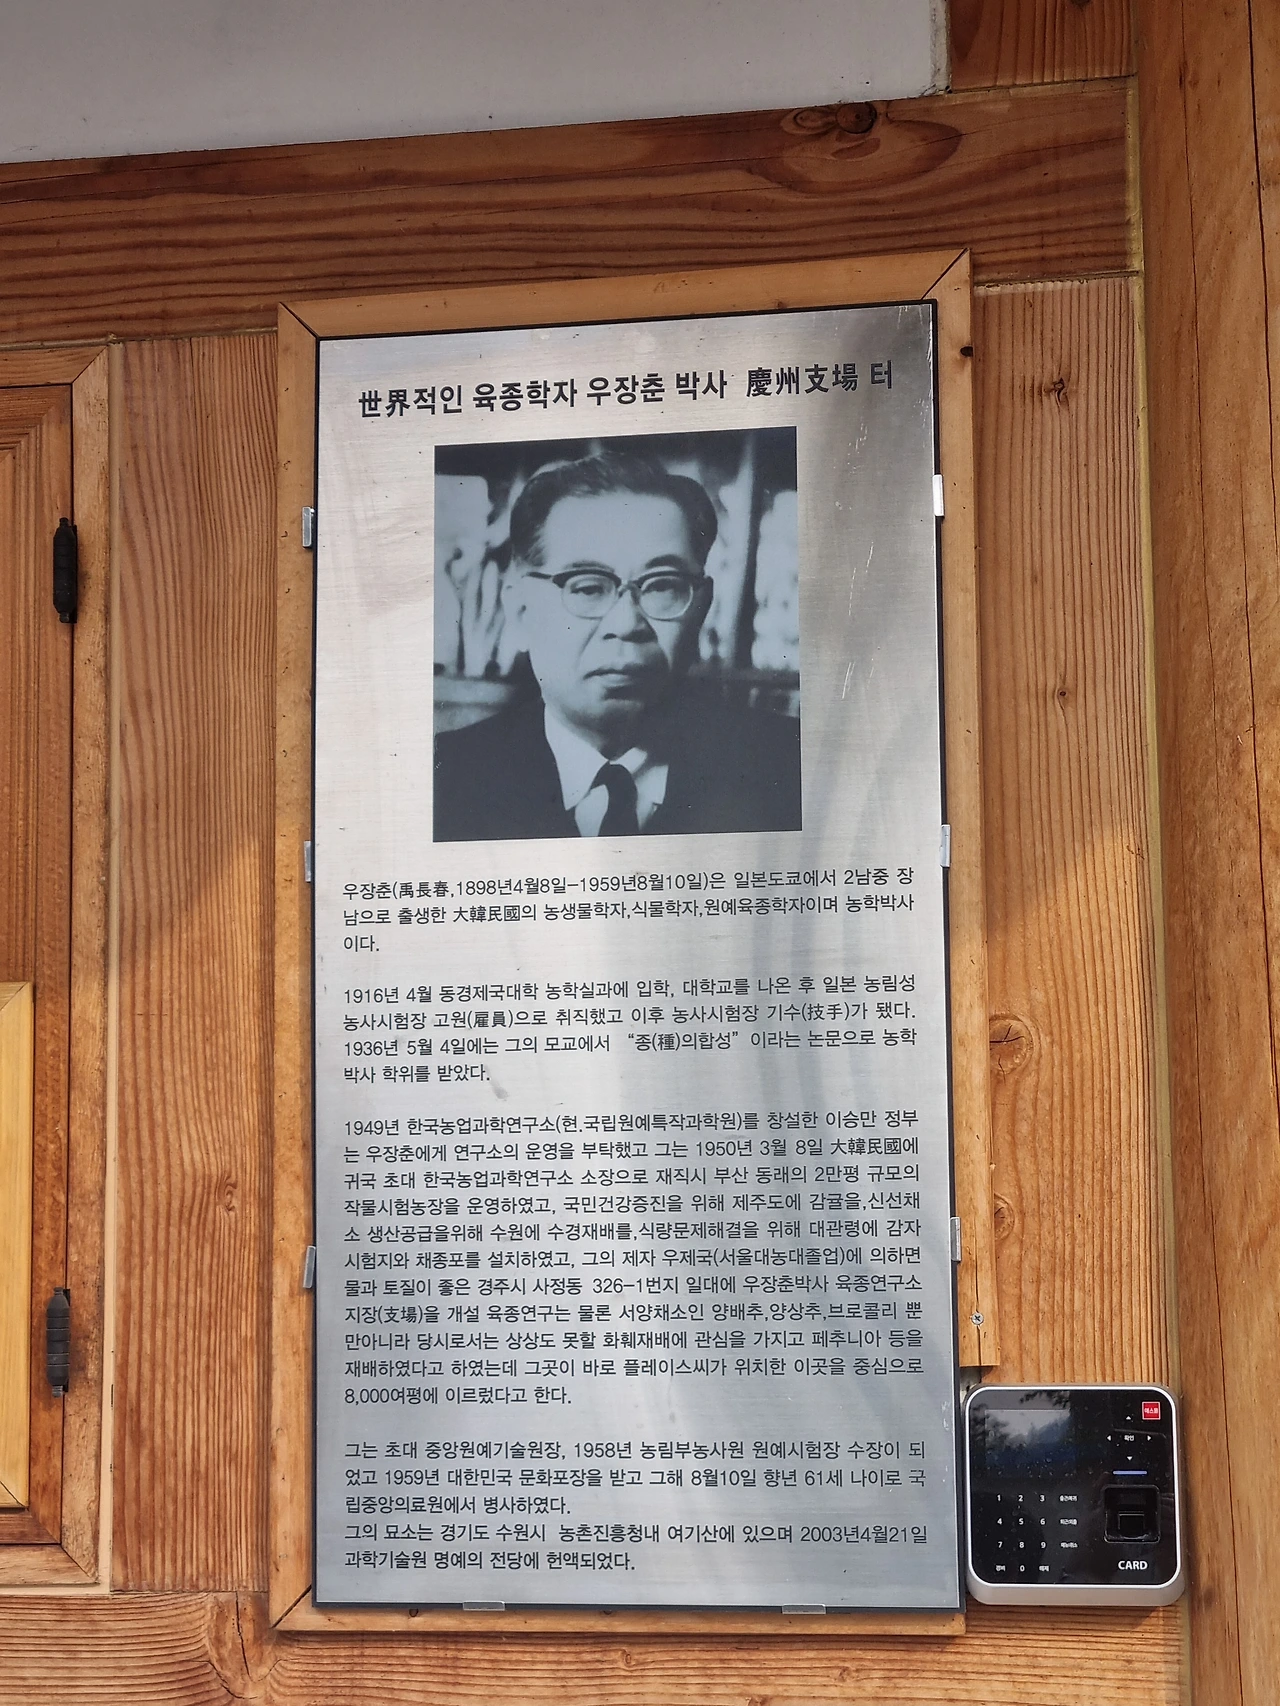 世界적인 육종학자 우장춘 박사 慶州支場 터
우장춘(禹長春,1898년4월8일-1959년8월10일)은 일본도쿄에서 2남중 장
남으로 출생한 大韓民國의 농생물학자,식물학자,원예육종학자이며 농학박사
이다.
1916년 4월 동경제국대학 농학실과에 입학, 대학교를 나온 후 일본 농림성
농사시험장 고원(雇員)으로 취직했고 이후 농사시험장 기수(技手)가 됐다.
1936년 5월 4일에는 그의 모교에서 “종(種)의합성” 이라는 논문으로 농학
박사 학위를 받았다.
1949년 한국농업과학연구소(현.국립원예특작과학원)를 창설한 이승만 정부
는 우장춘에게 연구소의 운영을 부탁했고 그는 1950년 3월 8일 大韓民國에
귀국 초대 한국농업과학연구소 소장으로 재직시 부산 동래의 2만평 규모의
작물시험농장을 운영하였고, 국민건강증진을 위해 제주도에 감귤을,신선채
소 생산공급을위해 수원에 수경재배를,식량문제해결을 위해 대관령에 감자
시험지와 채종포를 설치하였고, 그의 제자 우제국(서울대농대졸업)에 의하면
물과 토질이 좋은 경주시 사정동 326-1번지 일대에 우장춘박사 육종연구소
지장(支場)을 개설 육종연구는 물론 서양채소인 양배추,양상추,브로콜리 뿐
만아니라 당시로서는 상상도 못할 화훼재배에 관심을 가지고 페추니아 등을
재배하였다고 하였는데 그곳이 바로 플레이스씨가 위치한 이곳을 중심으로
8,000여평에 이르렀다고 한다.
그는 초대 중앙원예기술원장, 1958년 농림부농사원 원예시험장 수장이 되
었고 1959년 대한민국 문화포장을 받고 그해 8월10일 향년 61세 나이로 국
립중앙의료원에서 병사하였다.
그의 묘소는 경기도 수원시 농촌진흥청내 여기산에 있으며 2003년4월21일
과학기술원 명예의 전당에 헌액되었다.
에스원
확인
1 2 3
4 5 6
7 8 9
0
CARD